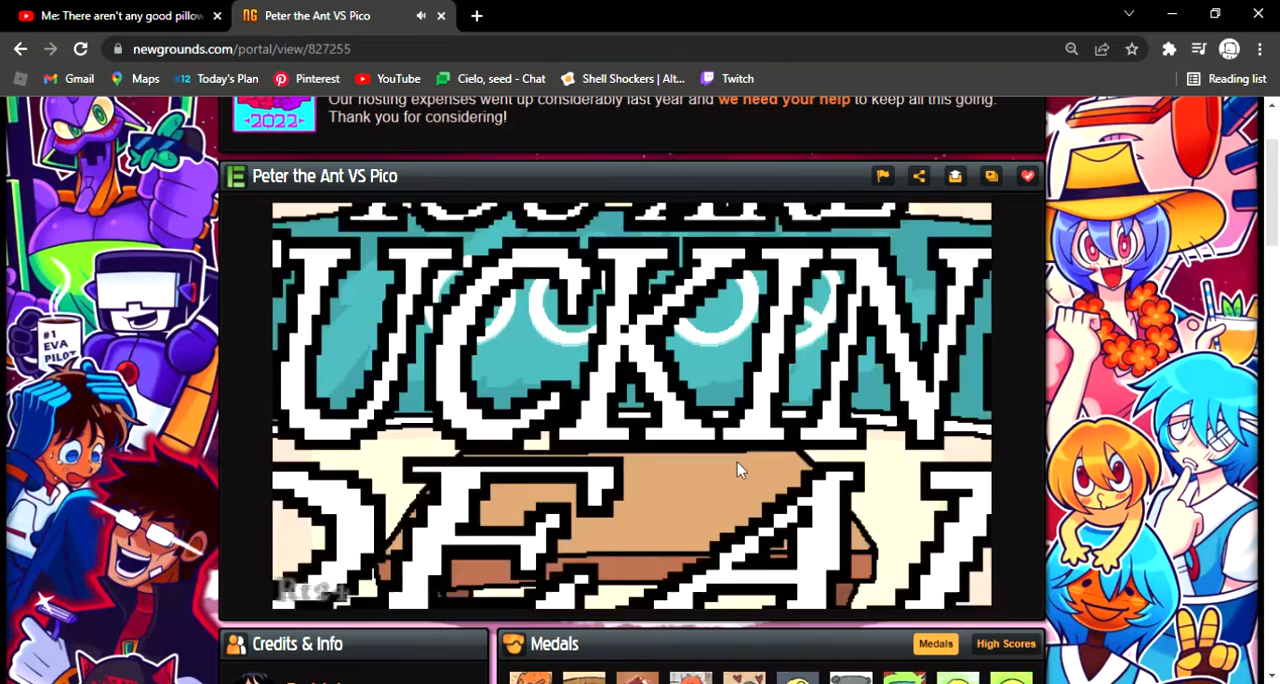 Me: There aren't any good pillow
Peter the Ant VS Pico
newgrounds.com/portal/view/827255
Gmail
Maps
K12 Today's Plan
Pinterest
YouTube
Cielo, seed - Chat
Shell Shockers | Alt...
Twitch
Reading list
2022
Our hosting expenses went up considerably last year and we need your help to keep all this going.
Thank you for considering!
E Peter the Ant VS Pico
UCKIN
DEAD
#1
EVA
PILOT
Credits & Info
Medals
Medals
High Scores